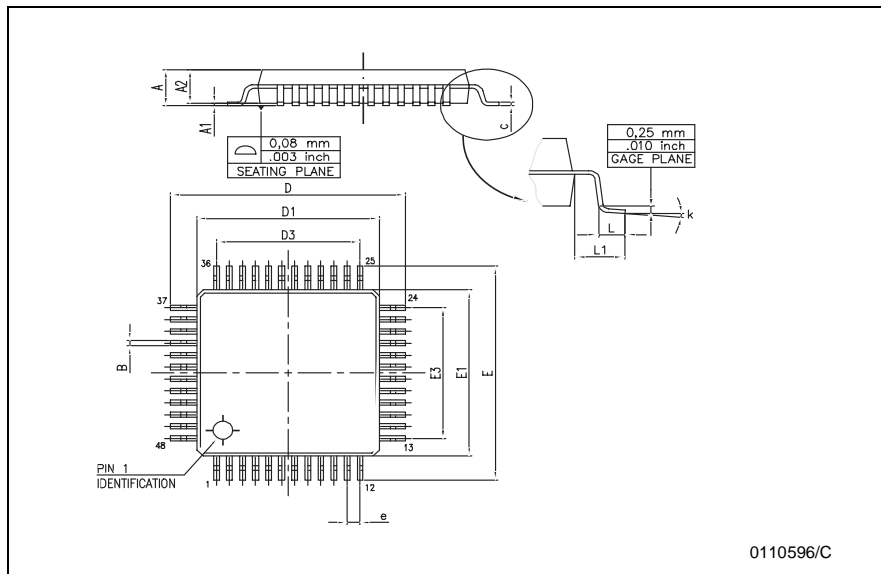 A
A2
A1
c
0,08 mm
.003 inch
SEATING PLANE
0,25 mm
.010 inch
GAGE PLANE
k
L
L1
D
D1
D3
36
25
37
24
B
E3
E1
E
48
13
PIN 1
IDENTIFICATION
1
12
e
0110596/C